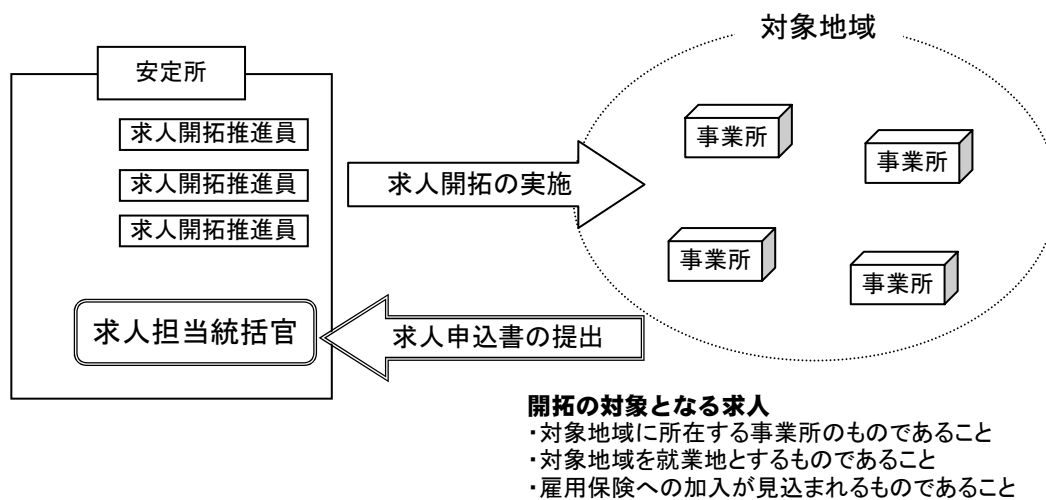 対象地域
安定所
求人開拓推進員
求人開拓推進員
求人開拓推進員
求人開拓の実施
事業所
事業所
事業所
事業所
求人担当統括官
求人申込書の提出
開拓の対象となる求人
・対象地域に所在する事業所のものであること
・対象地域を就業地とするものであること
・雇用保険への加入が見込まれるものであること